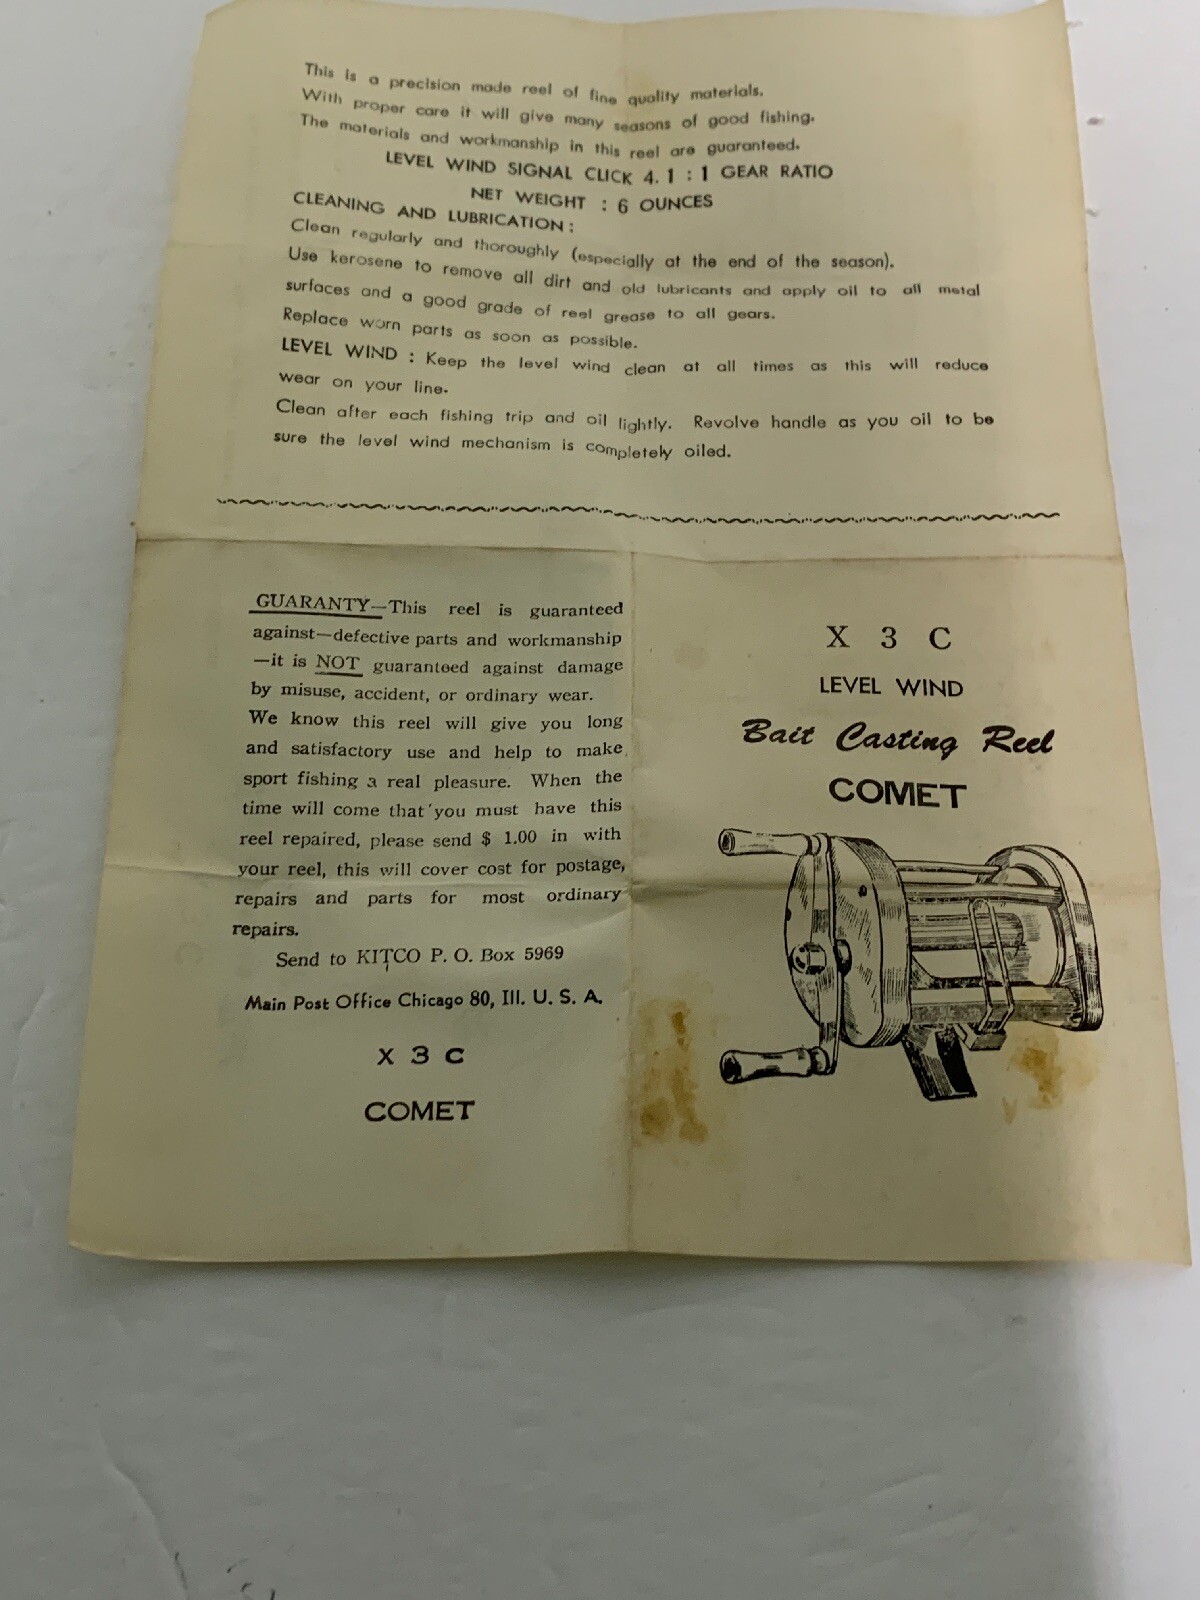 This is a precision made reel of fine quality materials.
With proper care it will give many seasons of good fishing.
The materials and workmanship in this reel are guaranteed.
LEVEL WIND SIGNAL CLICK 4. 1 : 1 GEAR RATIO
NET WEIGHT : 6 OUNCES
CLEANING AND LUBRICATION :
Clean regularly and thoroughly (especially at the end of the season).
Use kerosene to remove all dirt and old lubricants and apply oil to all metal
surfaces and a good grade of reel grease to all gears.
Replace worn parts as soon as possible.
LEVEL WIND : Keep the level wind clean at all times as this will reduce
wear on your line.
Clean after each fishing trip and oil lightly. Revolve handle as you oil to be
sure the level wind mechanism is completely oiled.
GUARANTY—This reel is guaranteed
against—defective parts and workmanship
—it is NOT guaranteed against damage
by misuse, accident, or ordinary wear.
We know this reel will give you long
and satisfactory use and help to make
sport fishing a real pleasure. When the
time will come that you must have this
reel repaired, please send $ 1.00 in with
your reel, this will cover cost for postage,
repairs and parts for most ordinary
repairs.
Send to KITCO P. O. Box 5969
Main Post Office Chicago 80, Ill. U. S. A.
X 3 C
COMET
X 3 C
LEVEL WIND
Bait Casting Reel
COMET